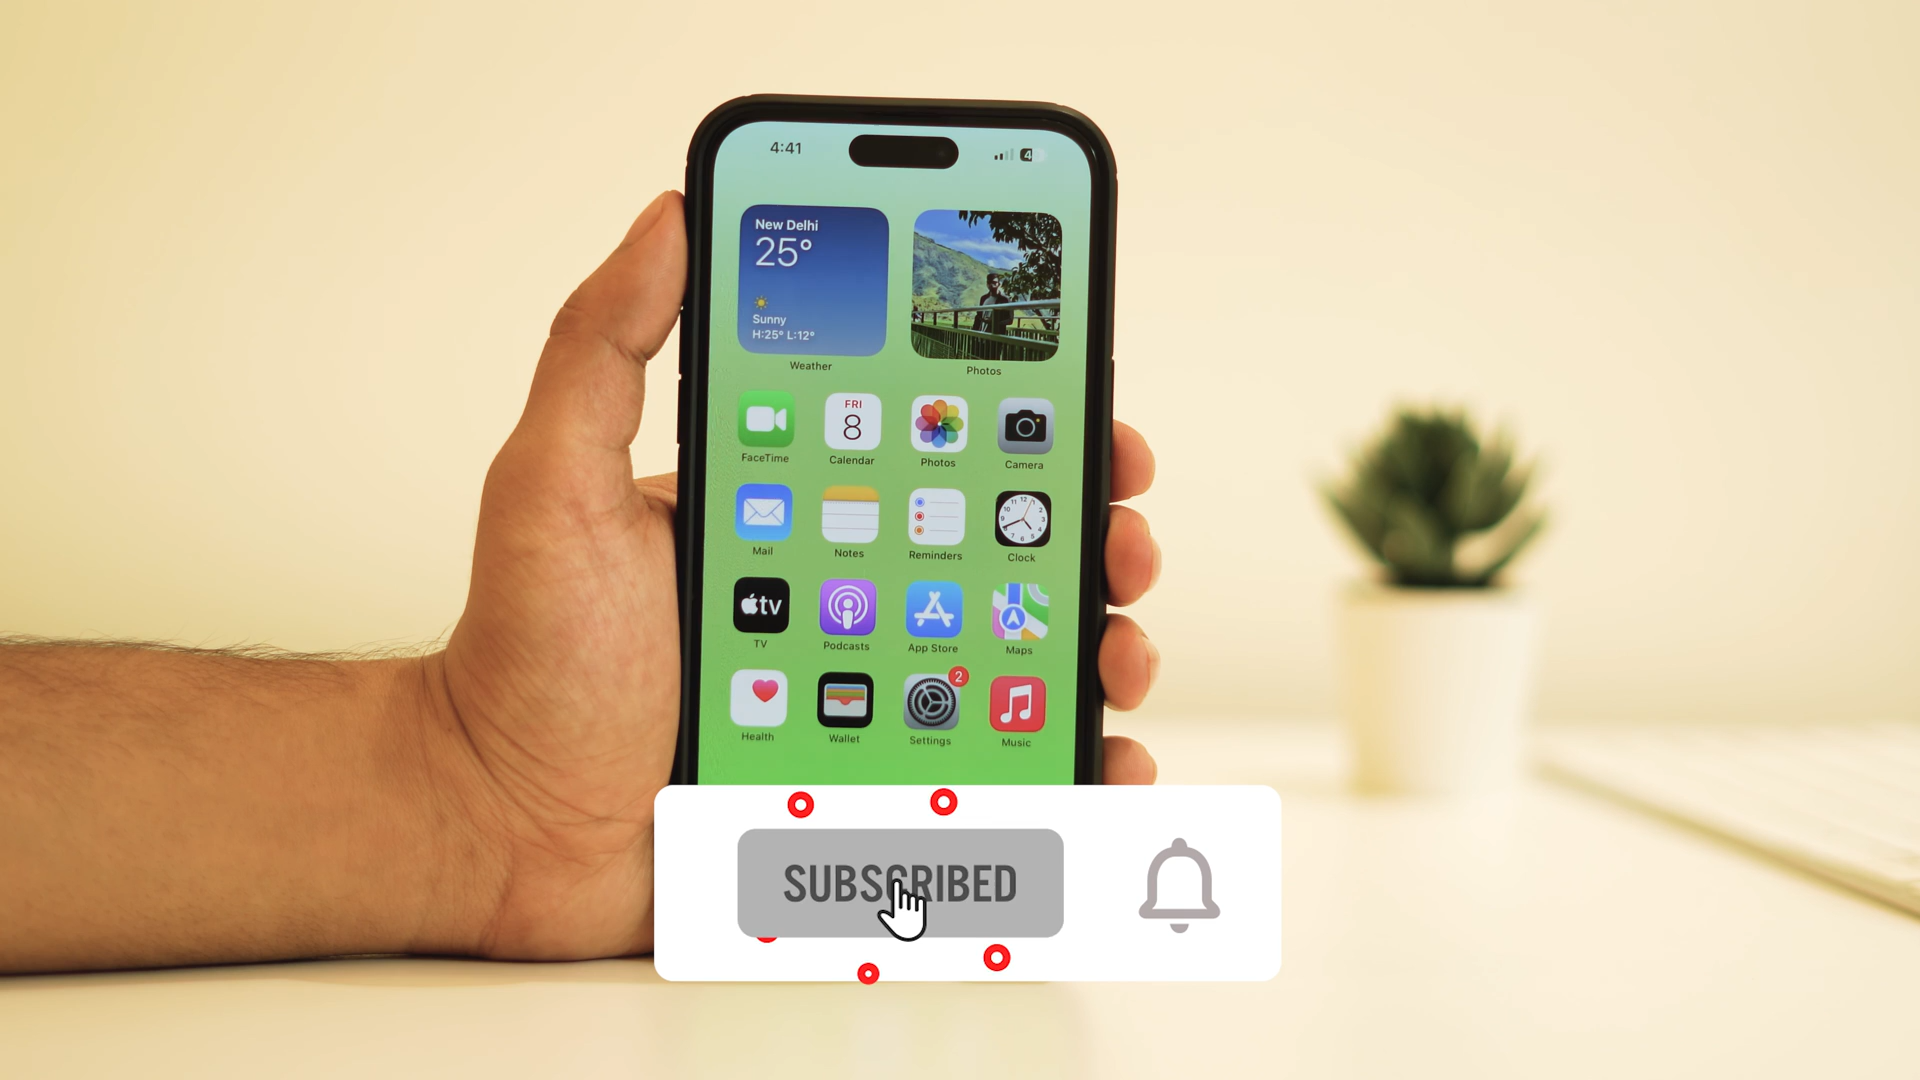 4:41
4
New Delhi
25°
Sunny
H:25° L:12°
Weather
Photos
FRI
8
FaceTime
Calendar
Photos
Camera
Mail
Notes
Reminders
Clock
tv
TV
Podcasts
App Store
Maps
2
Health
Wallet
Settings
Music
SUBSCRIBED